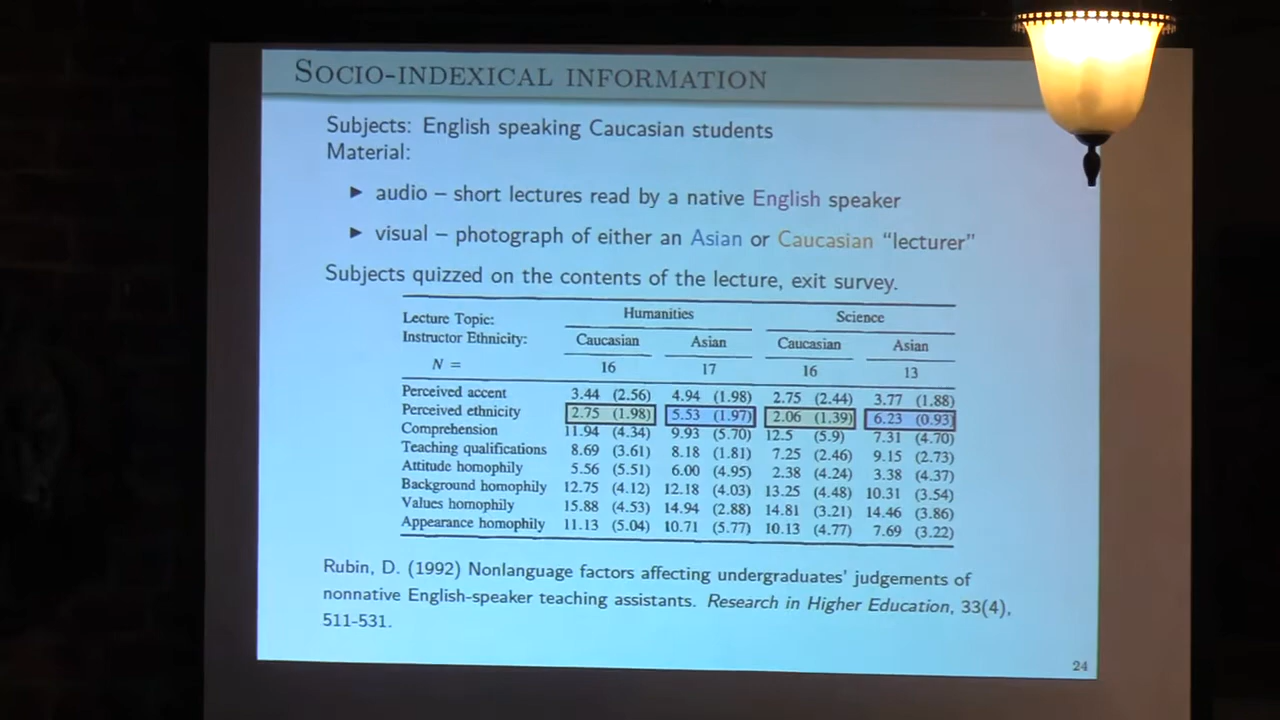 SOCIO-INDEXICAL INFORMATION
Subjects: English speaking Caucasian students
Material:
► audio – short lectures read by a native English speaker
► visual – photograph of either an Asian or Caucasian “lecturer”
Subjects quizzed on the contents of the lecture, exit survey.
Lecture Topic: Humanities Science
Instructor Ethnicity: Caucasian Asian Caucasian Asian
N = 16 17 16 13
Perceived accent 3.44 (2.56) 4.94 (1.98) 2.75 (2.44) 3.77 (1.88)
Perceived ethnicity 2.75 (1.98) 5.53 (1.97) 2.06 (1.39) 6.23 (0.93)
Comprehension 11.94 (4.34) 9.93 (5.70) 12.5 (5.9) 7.31 (4.70)
Teaching qualifications 8.69 (3.61) 8.18 (1.81) 7.25 (2.46) 9.15 (2.73)
Attitude homophily 5.56 (5.51) 6.00 (4.95) 2.38 (4.24) 3.38 (4.37)
Background homophily 12.75 (4.12) 12.18 (4.03) 13.25 (4.48) 10.31 (3.54)
Values homophily 15.88 (4.53) 14.94 (2.88) 14.81 (3.21) 14.46 (3.86)
Appearance homophily 11.13 (5.04) 10.71 (5.77) 10.13 (4.77) 7.69 (3.22)
Rubin, D. (1992) Nonlanguage factors affecting undergraduates' judgements of
nonnative English-speaker teaching assistants. Research in Higher Education, 33(4),
511-531.
24